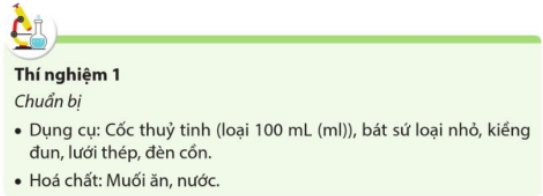 Thí nghiệm 1
Chuẩn bị
• Dụng cụ: Cốc thuỷ tinh (loại 100 mL (ml)), bát sứ loại nhỏ, kiềng
đun, lưới thép, đèn cồn.
• Hoá chất: Muối ăn, nước.